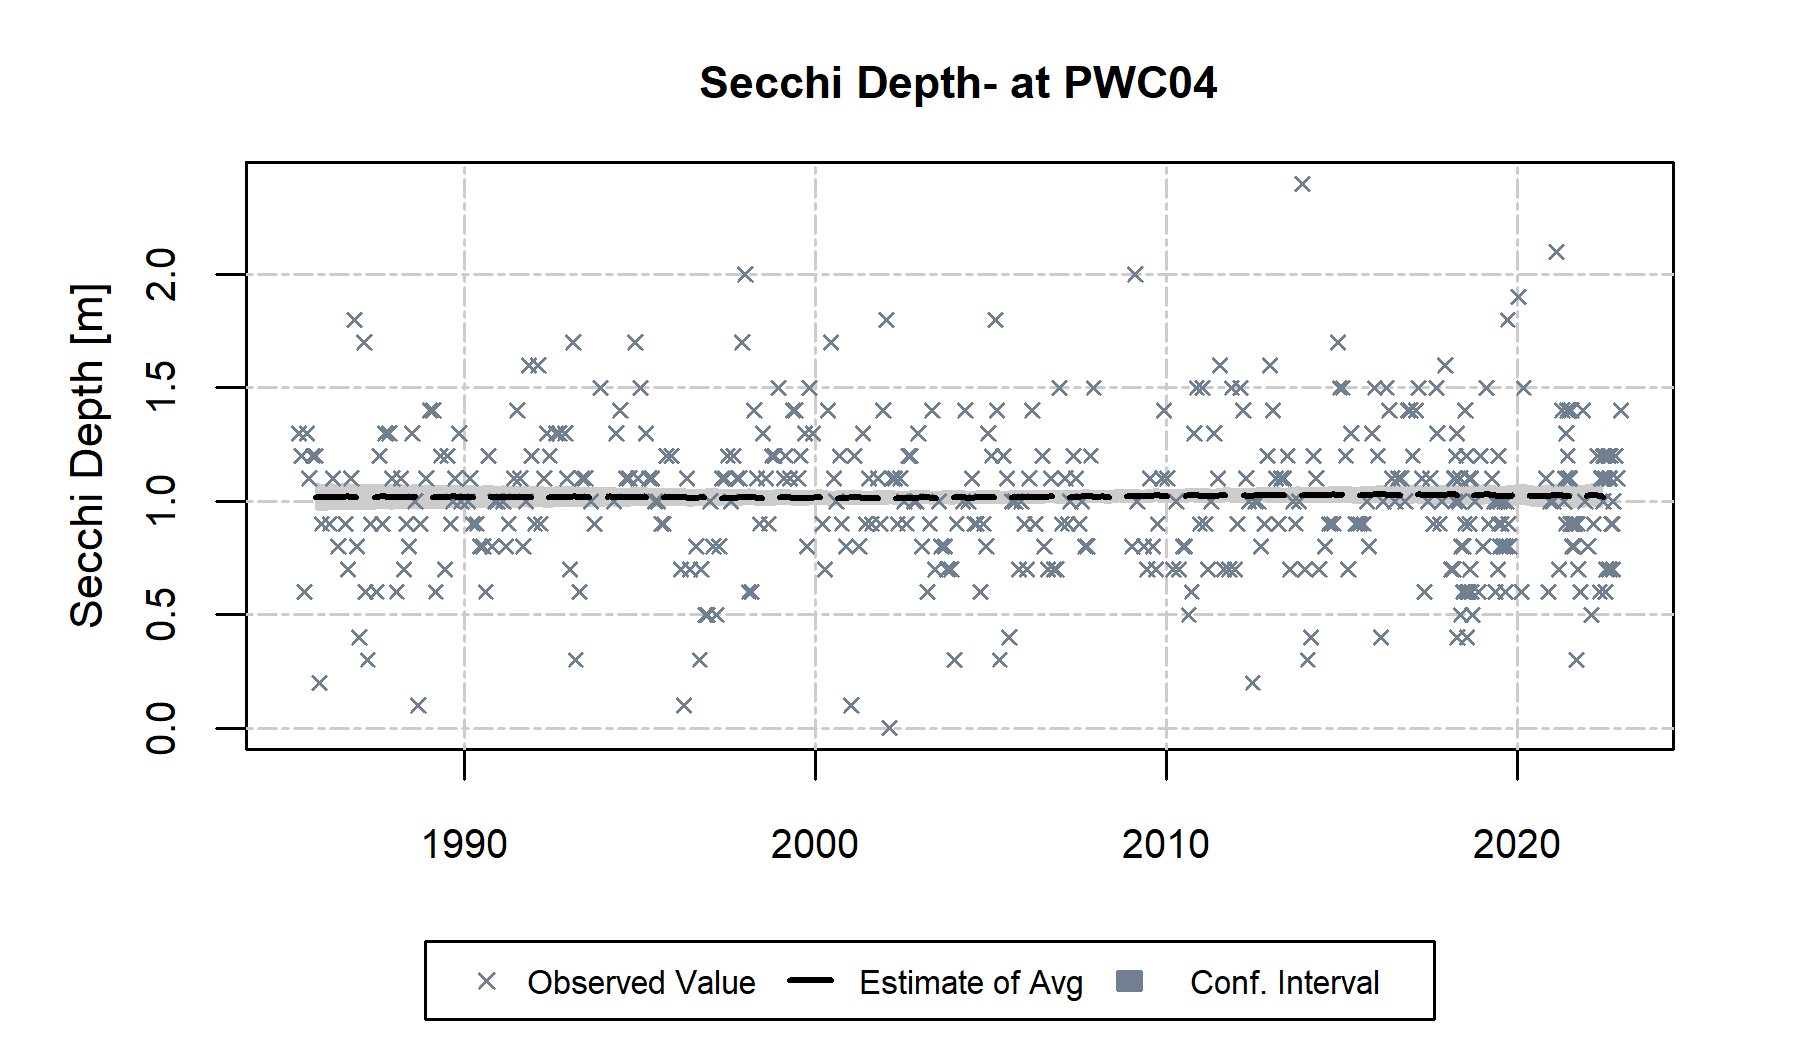 Secchi Depth- at PWC04
Secchi Depth [m]
2.0
1.5
1.0
0.5
0.0
1990 2000 2010 2020
Observed Value Estimate of Avg Conf. Interval